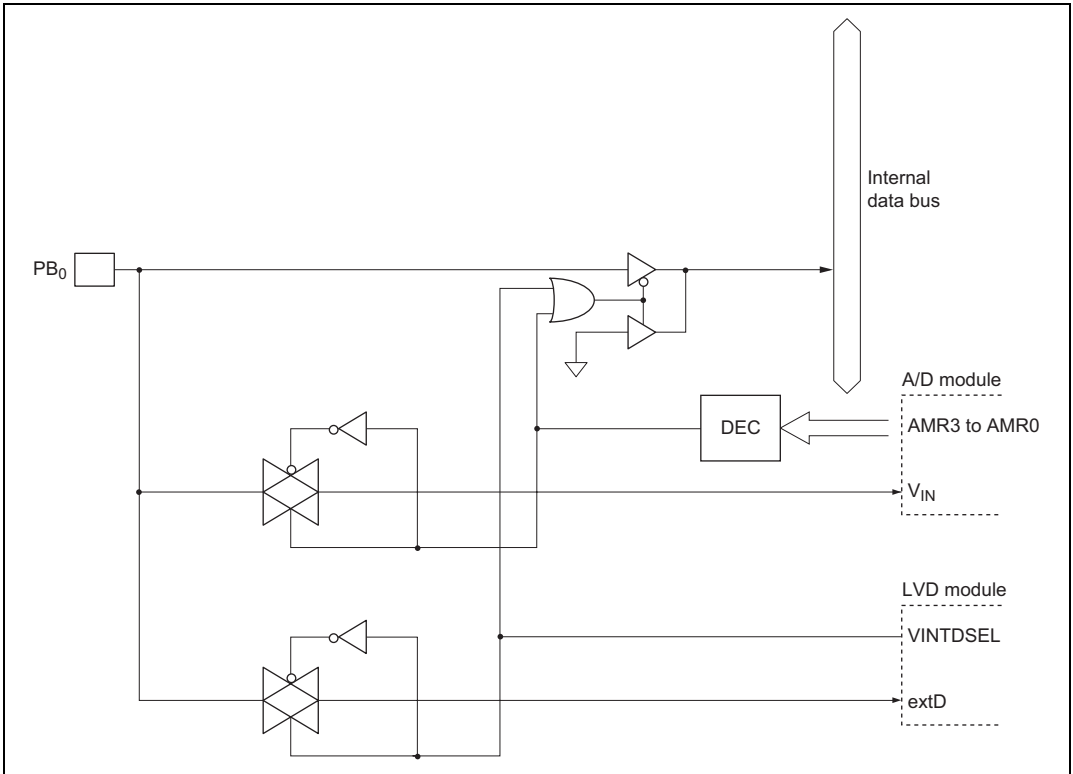 Internal
data bus
PB0
A/D module
DEC
AMR3 to AMR0
VIN
LVD module
VINTDSEL
extD